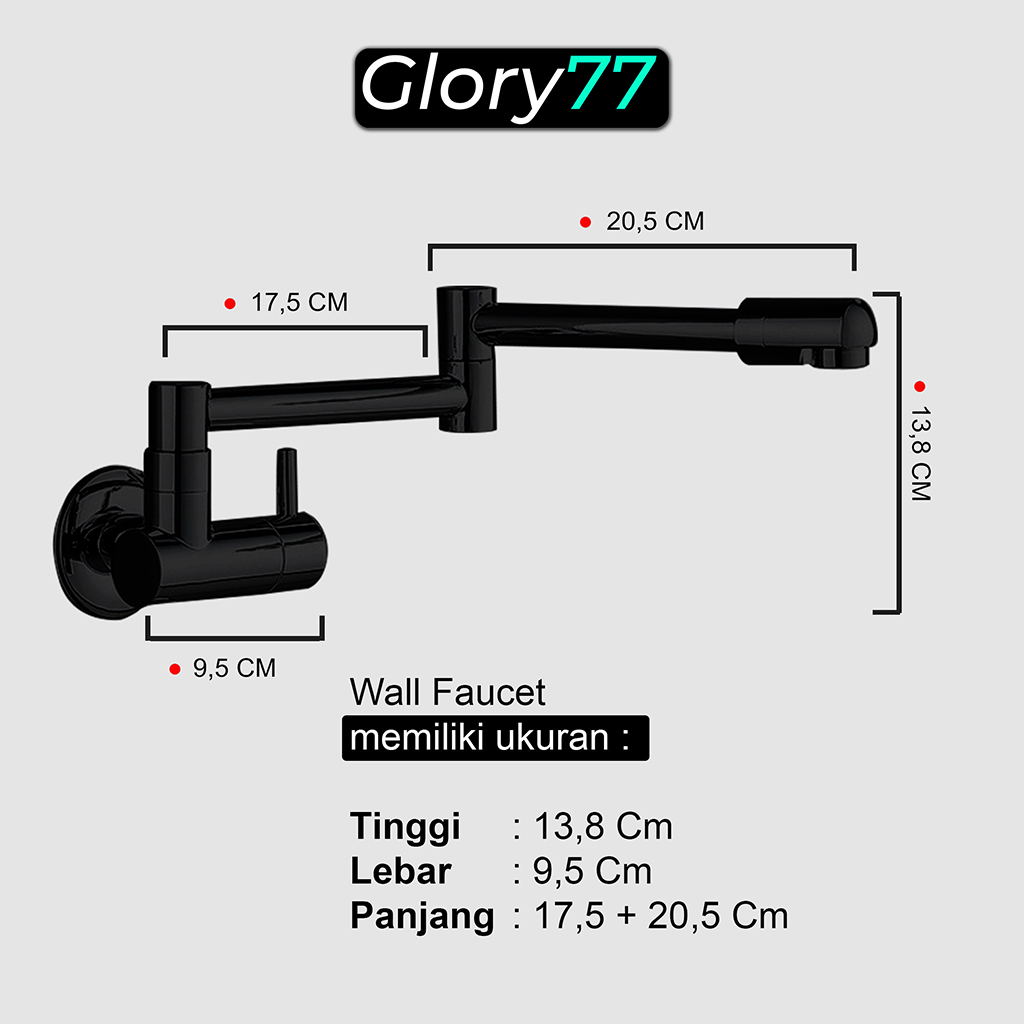 Glory77
20,5 CM
17,5 CM
13,8 CM
9,5 CM
Wall Faucet
memiliki ukuran :
Tinggi : 13,8 Cm
Lebar : 9,5 Cm
Panjang : 17,5 + 20,5 Cm